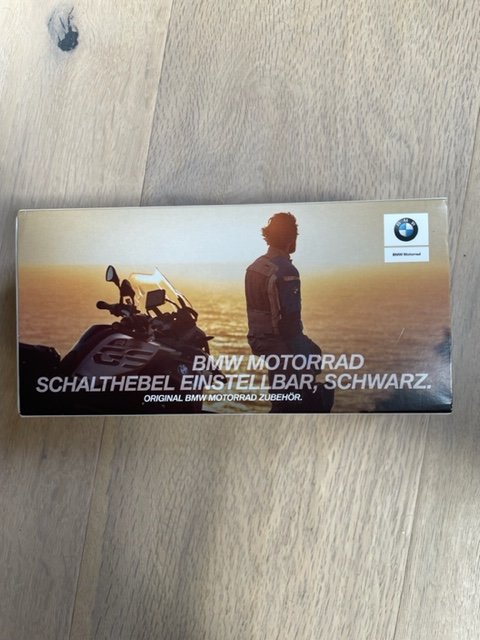 BMW Motorrad
BMW MOTORRAD
SCHALTHEBEL EINSTELLBAR, SCHWARZ.
ORIGINAL BMW MOTORRAD ZUBEHÖR.